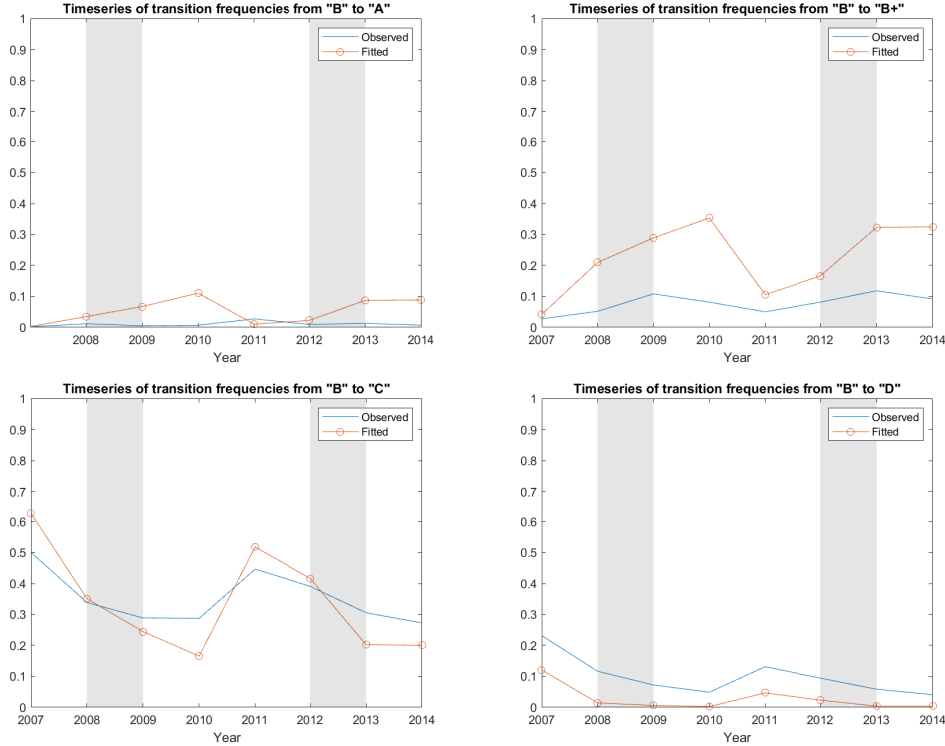 Timeseries of transition frequencies from "B" to "A"
1
0.9
0.8
0.7
0.6
0.5
0.4
0.3
0.2
0.1
0
Observed
Fitted
2008 2009 2010 2011 2012 2013 2014
Year
Timeseries of transition frequencies from "B" to "B+"
1
0.9
0.8
0.7
0.6
0.5
0.4
0.3
0.2
0.1
0
Observed
Fitted
2007 2008 2009 2010 2011 2012 2013 2014
Year
Timeseries of transition frequencies from "B" to "C"
1
0.9
0.8
0.7
0.6
0.5
0.4
0.3
0.2
0.1
0
Observed
Fitted
2007 2008 2009 2010 2011 2012 2013 2014
Year
Timeseries of transition frequencies from "B" to "D"
1
0.9
0.8
0.7
0.6
0.5
0.4
0.3
0.2
0.1
0
Observed
Fitted
2007 2008 2009 2010 2011 2012 2013 2014
Year